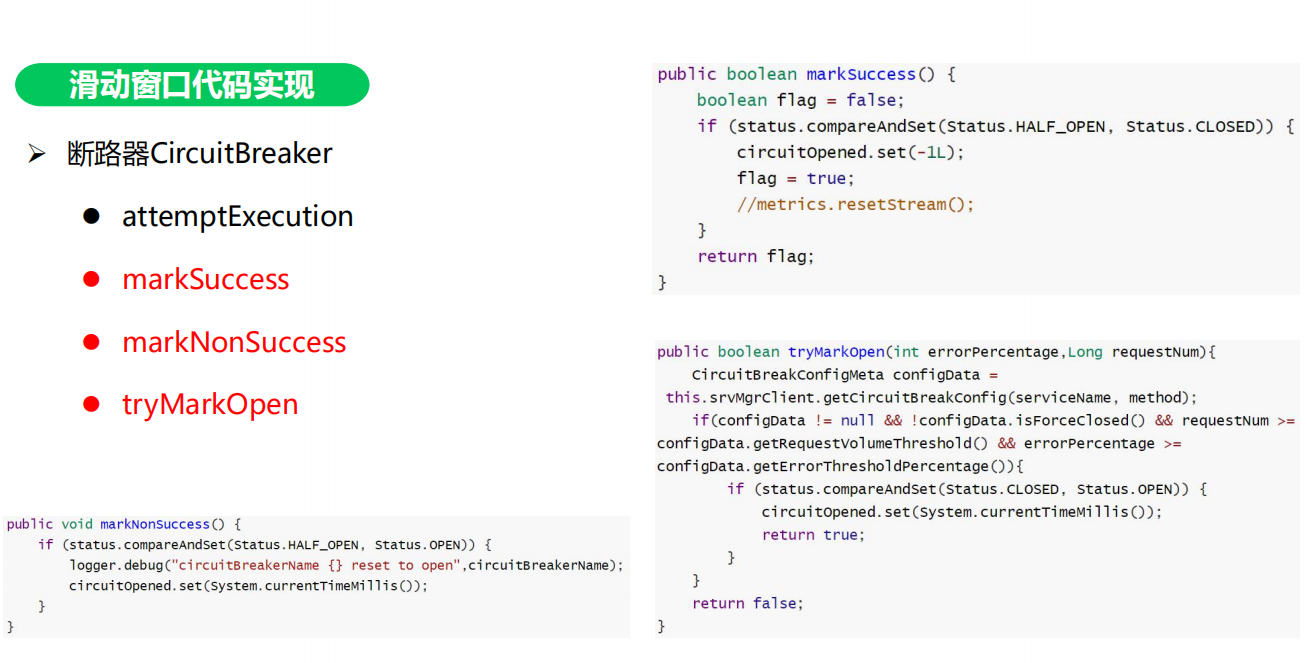 滑动窗口代码实现
断路器CircuitBreaker
attemptExecution
markSuccess
markNonSuccess
tryMarkOpen
public void markNonSuccess() {
if (status.compareAndSet(Status.HALF_OPEN, Status.OPEN)) {
logger.debug("circuitBreakerName {} reset to open",circuitBreakerName);
circuitOpened.set(System.currentTimeMillis());
}
}
public boolean markSuccess() {
boolean flag = false;
if (status.compareAndSet(Status.HALF_OPEN, Status.CLOSED)) {
circuitOpened.set(-1L);
flag = true;
//metrics.resetStream();
}
return flag;
}
public boolean tryMarkOpen(int errorPercentage,Long requestNum){
CircuitBreakConfigMeta configData =
this.srvMgrClient.getCircuitBreakConfig(serviceName, method);
if(configData != null && !configData.isForceClosed() && requestNum >=
configData.getRequestVolumeThreshold() && errorPercentage >=
configData.getErrorThresholdPercentage()){
if (status.compareAndSet(Status.CLOSED, Status.OPEN)) {
circuitOpened.set(System.currentTimeMillis());
return true;
}
}
return false;
}